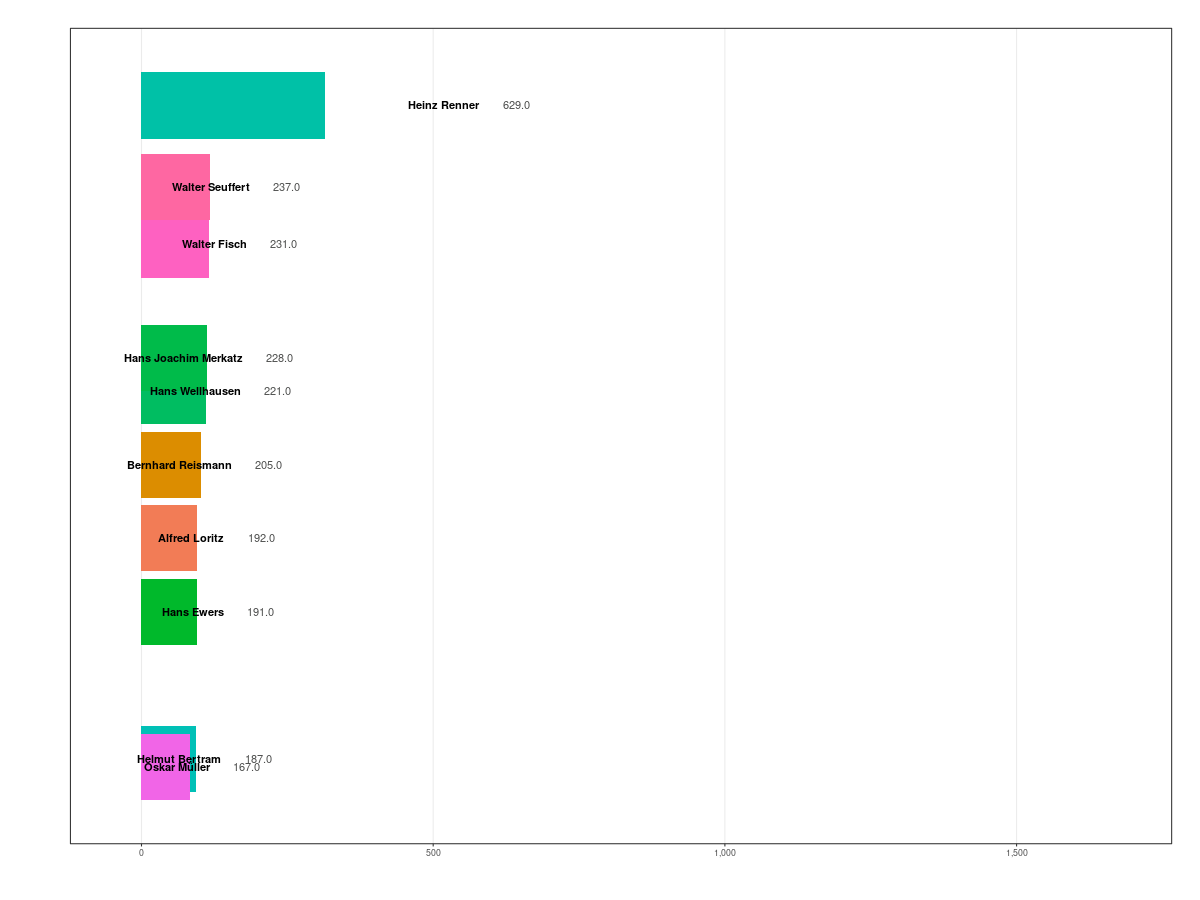 Heinz Renner 629.0
Walter Seuffert 237.0
Walter Fisch 231.0
Hans Joachim Merkatz 228.0
Hans Wellhausen 221.0
Bernhard Reismann 205.0
Alfred Loritz 192.0
Hans Ewers 191.0
Helmut Bertram 187.0
Oskar Müller 167.0
0 500 1,000 1,500